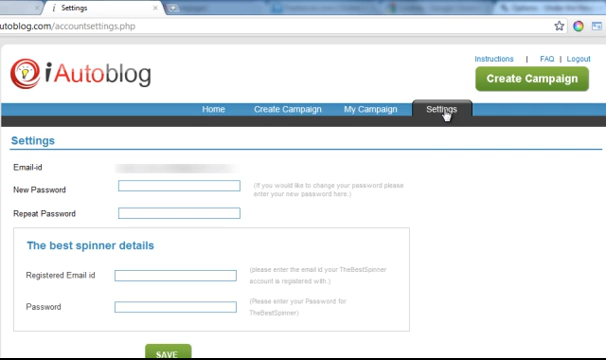 Settings
utoblog.com/accountsettings.php
Instructions | FAQ | Logout
iAutoblog
Create Campaign
Home Create Campaign My Campaign Settings
Settings
Email-id
New Password
(If you would like to change your password please
enter your new password here.)
Repeat Password
The best spinner details
Registered Email id
(please enter the email id your TheBestSpinner
account is registered with.)
Password
(Please enter your Password for
TheBestSpinner)
SAVE